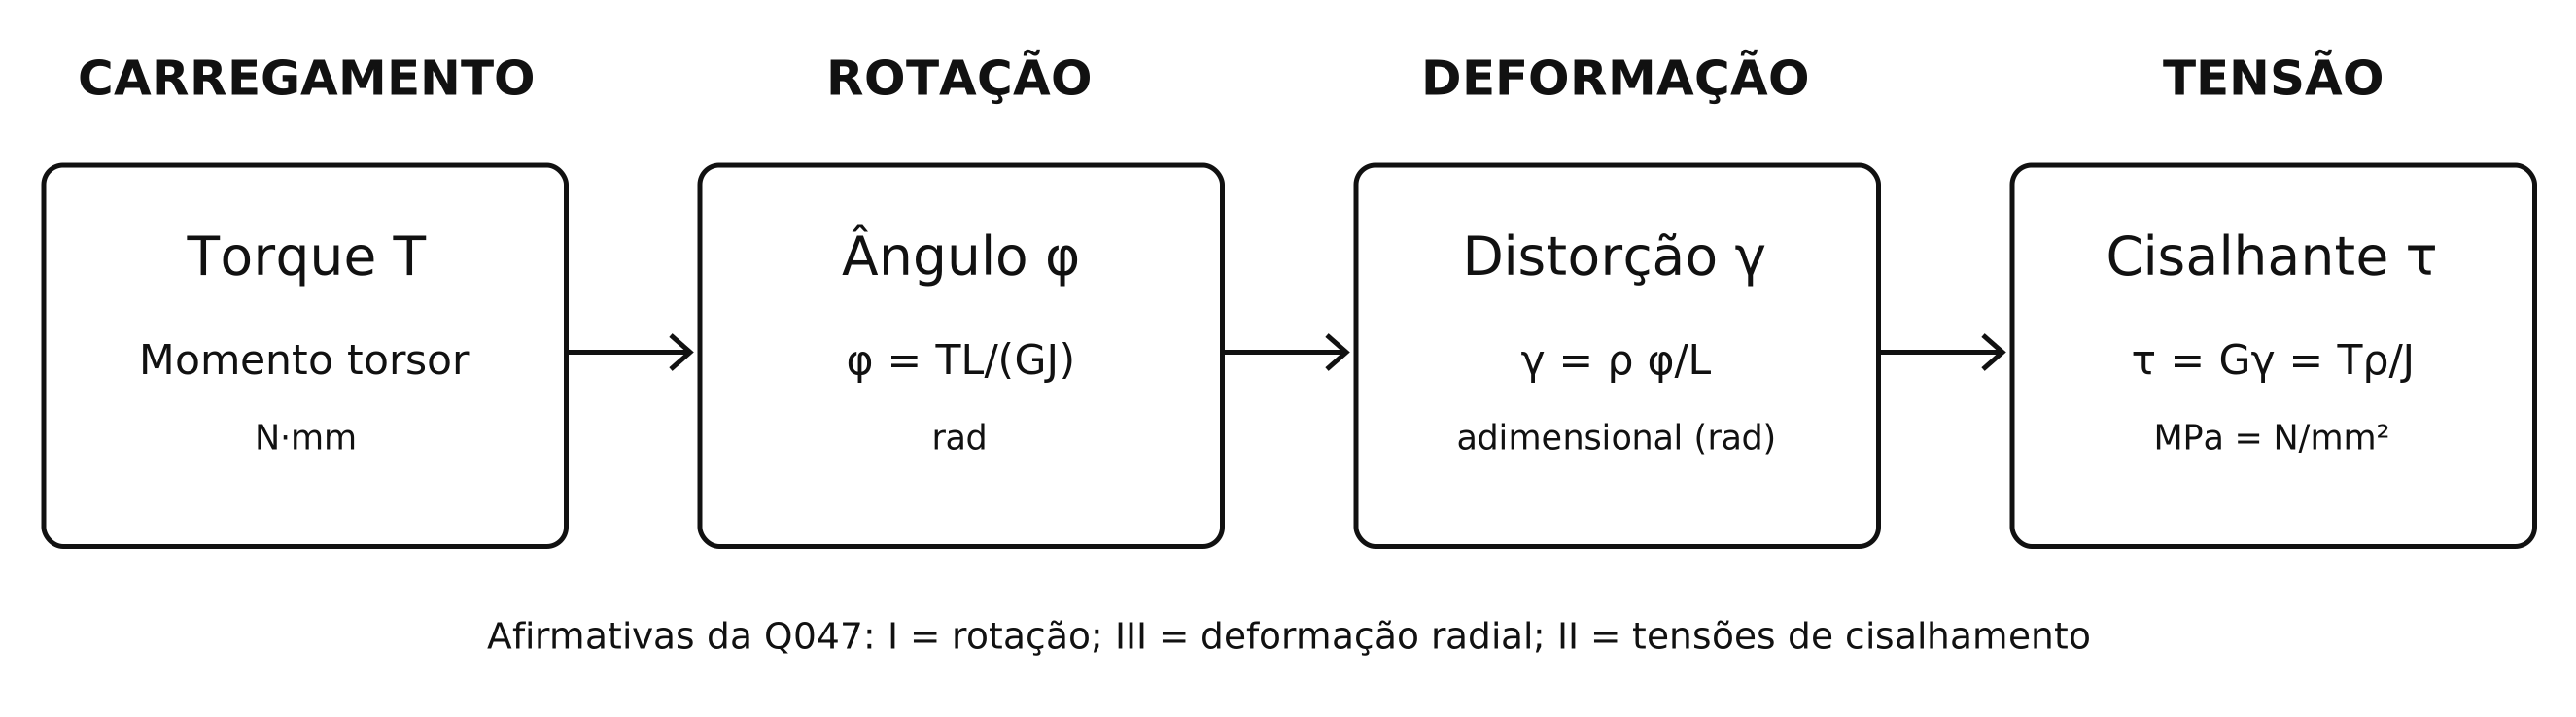 CARREGAMENTO
ROTAÇÃO
DEFORMAÇÃO
TENSÃO
Torque T
Momento torsor
N·mm
Ângulo φ
φ = TL/(GJ)
rad
Distorção γ
γ = ρ φ/L
adimensional (rad)
Cisalhante τ
τ = Gγ = Tρ/J
MPa = N/mm²
Afirmativas da Q047: I = rotação; III = deformação radial; II = tensões de cisalhamento